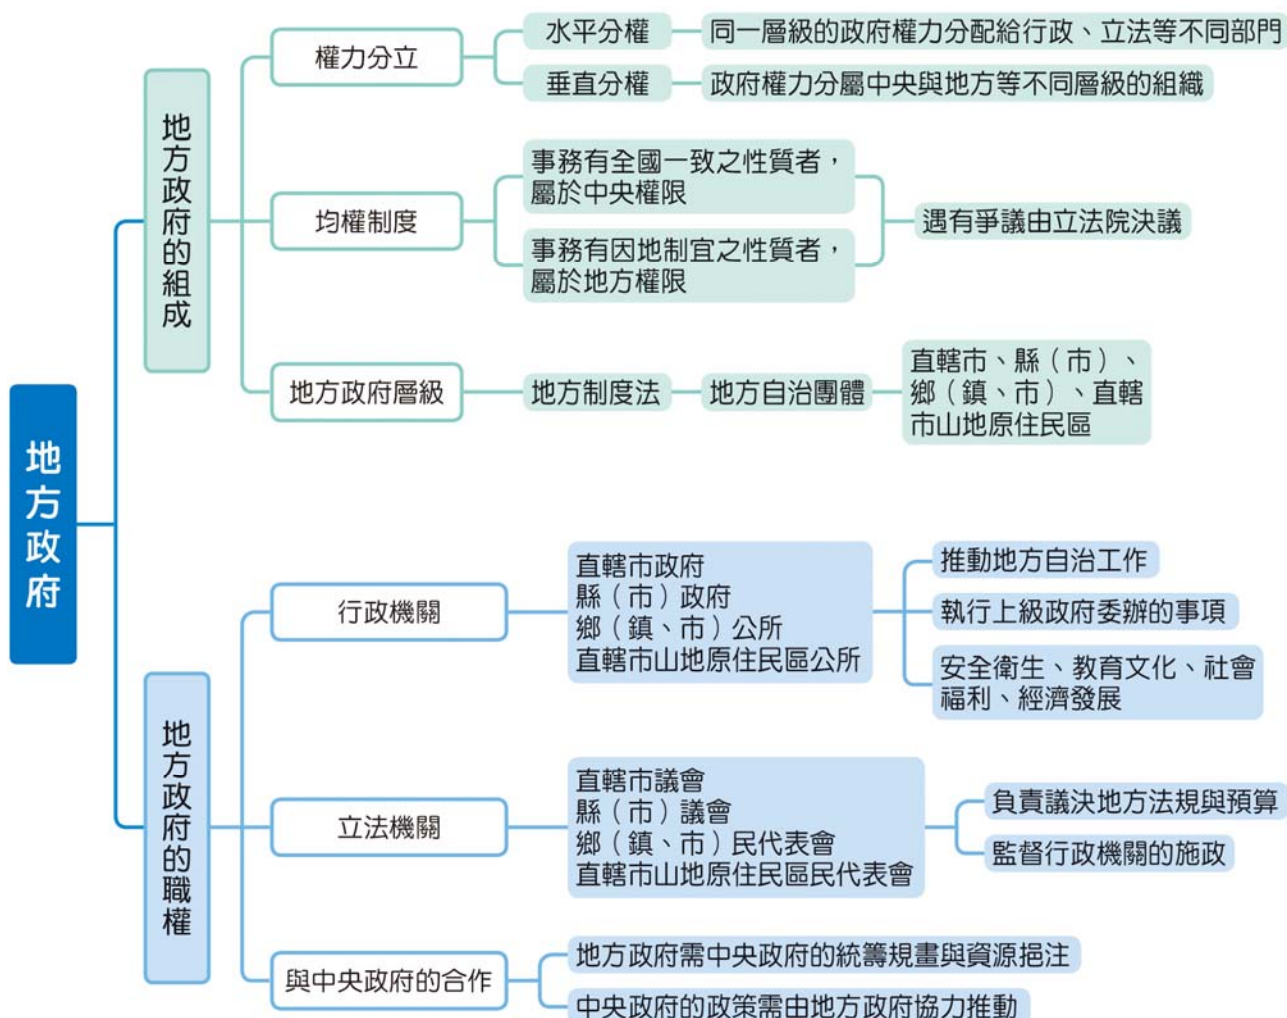 地方政府
地方政府的組成
權力分立
水平分權
同一層級的政府權力分配給行政、立法等不同部門
垂直分權
政府權力分屬中央與地方等不同層級的組織
均權制度
事務有全國一致之性質者，
屬於中央權限
事務有因地制宜之性質者，
屬於地方權限
遇有爭議由立法院決議
地方政府層級
地方制度法
地方自治團體
直轄市、縣（市）、
鄉（鎮、市）、直轄
市山地原住民區
地方政府的職權
行政機關
直轄市政府
縣（市）政府
鄉（鎮、市）公所
直轄市山地原住民區公所
推動地方自治工作
執行上級政府委辦的事項
安全衛生、教育文化、社會
福利、經濟發展
立法機關
直轄市議會
縣（市）議會
鄉（鎮、市）民代表會
直轄市山地原住民區民代表會
負責議決地方法規與預算
監督行政機關的施政
與中央政府的合作
地方政府需中央政府的統籌規畫與資源挹注
中央政府的政策需由地方政府協力推動